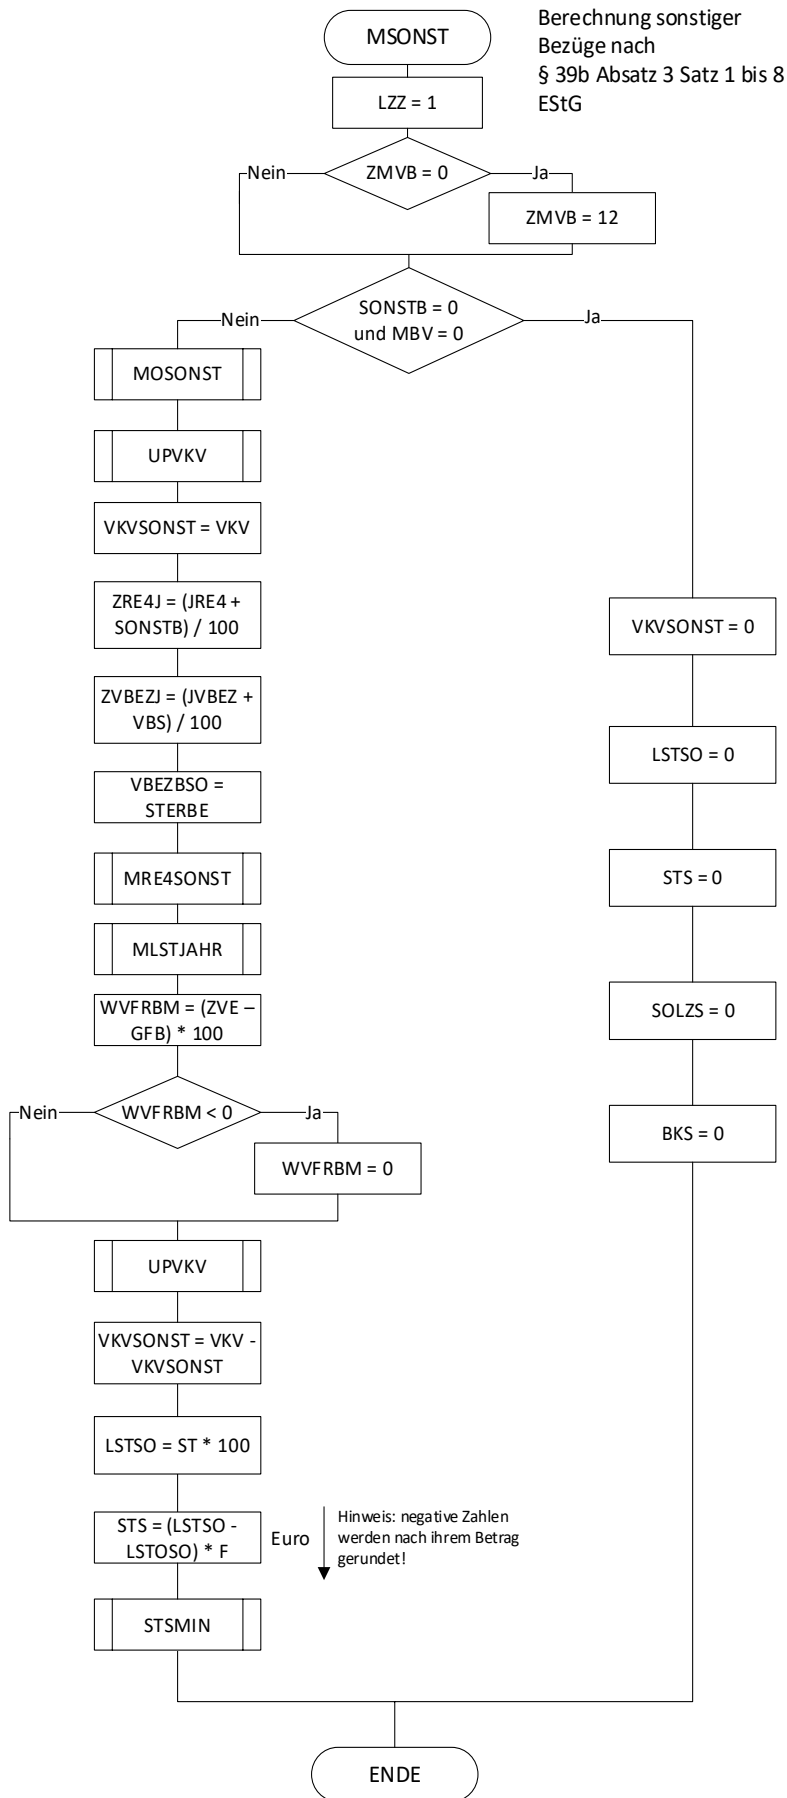 MSONST
Berechnung sonstiger
Bezüge nach
§ 39b Absatz 3 Satz 1 bis 8
EStG
LZZ = 1
Nein
ZMVB = 0
Ja
ZMVB = 12
SONSTB = 0
und MBV = 0
Nein
Ja
MOSONST
UPVKV
VKVSONST = VKV
ZRE4J = (JRE4 +
SONSTB) / 100
VKVSONST = 0
ZVBEZJ = (JVBEZ +
VBS) / 100
LSTSO = 0
VBEZBSO =
STERBE
MRE4SONST
STS = 0
MLSTJAHR
WVFRBM = (ZVE –
GFB) * 100
SOLZS = 0
Nein
WVFRBM < 0
Ja
BKS = 0
WVFRBM = 0
UPVKV
VKVSONST = VKV -
VKVSONST
LSTSO = ST * 100
STS = (LSTSO -
LSTOSO) * F
Euro
Hinweis: negative Zahlen
werden nach ihrem Betrag
gerundet!
STSMIN
ENDE